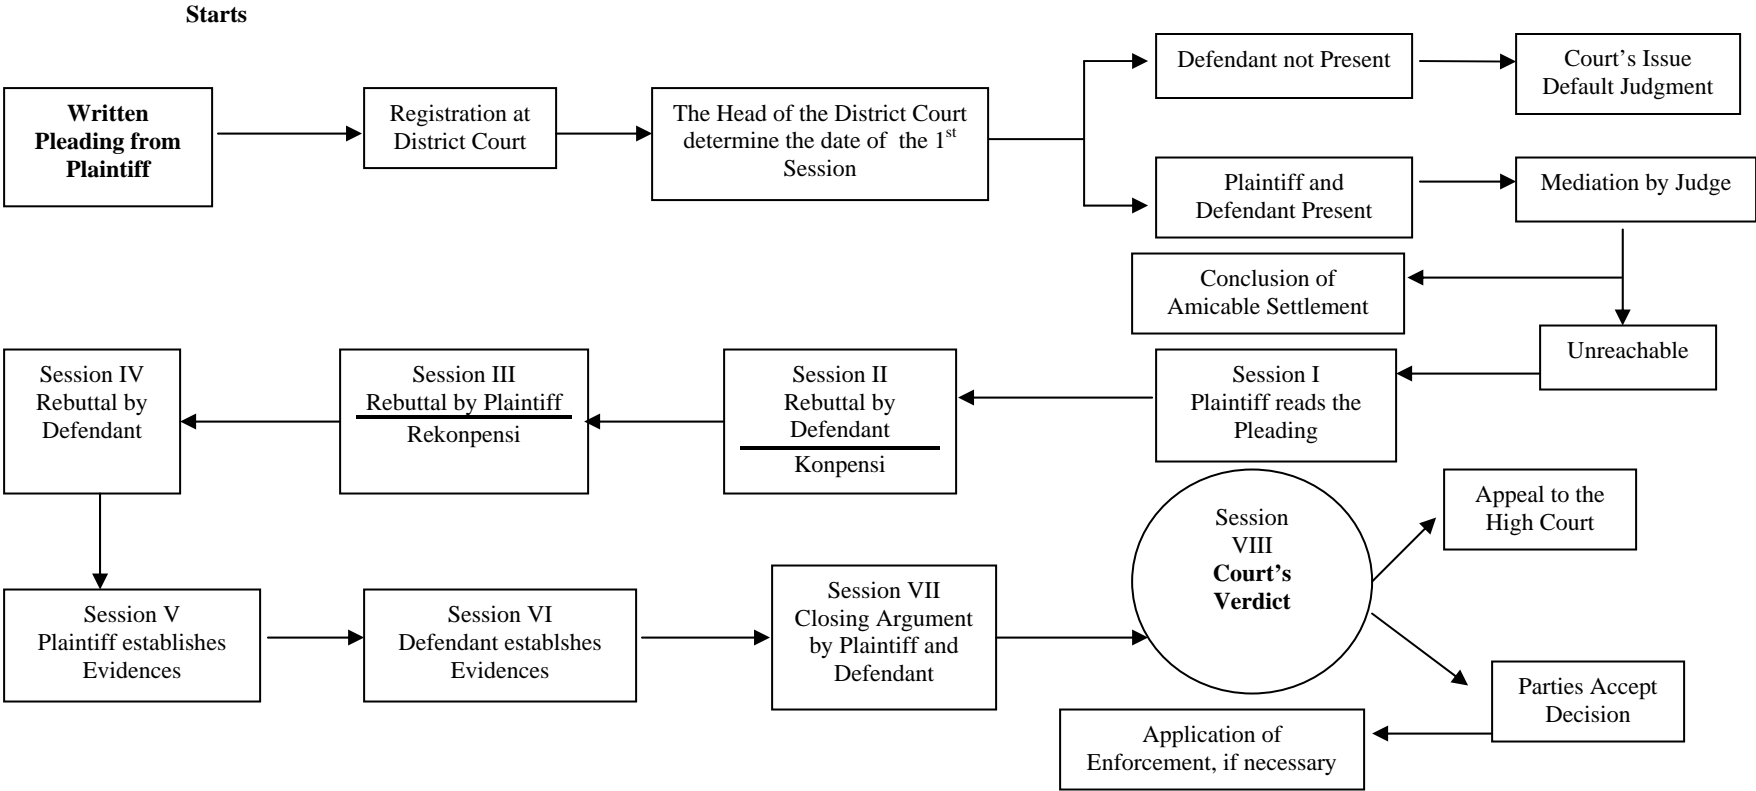 Starts
Written
Pleading from
Plaintiff
Registration at
District Court
The Head of the District Court
determine the date of the 1st
Session
Defendant not Present
Court’s Issue
Default Judgment
Plaintiff and
Defendant Present
Mediation by Judge
Conclusion of
Amicable Settlement
Unreachable
Session I
Plaintiff reads the
Pleading
Session II
Rebuttal by
Defendant
Konpensi
Session III
Rebuttal by Plaintiff
Rekonpensi
Session IV
Rebuttal by
Defendant
Session V
Plaintiff establishes
Evidences
Session VI
Defendant establshes
Evidences
Session VII
Closing Argument
by Plaintiff and
Defendant
Session
VIII
Court’s
Verdict
Appeal to the
High Court
Parties Accept
Decision
Application of
Enforcement, if necessary